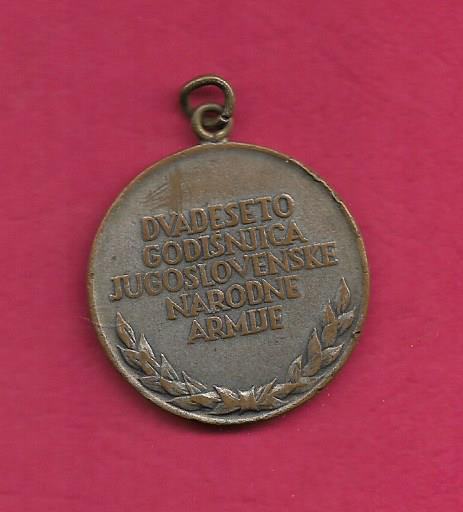 DVADESETO
GODIŠNJICA
JUGOSLOVENSKE
NARODNE
ARMIJE